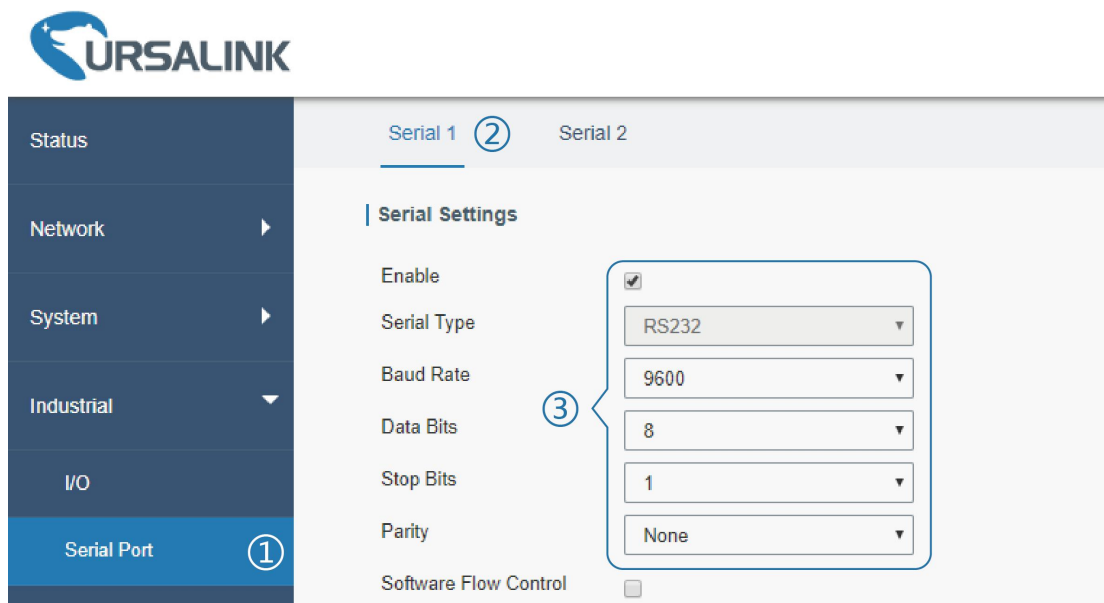 URSALINK
Status
Network
System
Industrial
I/O
Serial Port ①
Serial 1 ② Serial 2
Serial Settings
Enable
Serial Type RS232
Baud Rate 9600
③
Data Bits 8
Stop Bits 1
Parity None
Software Flow Control